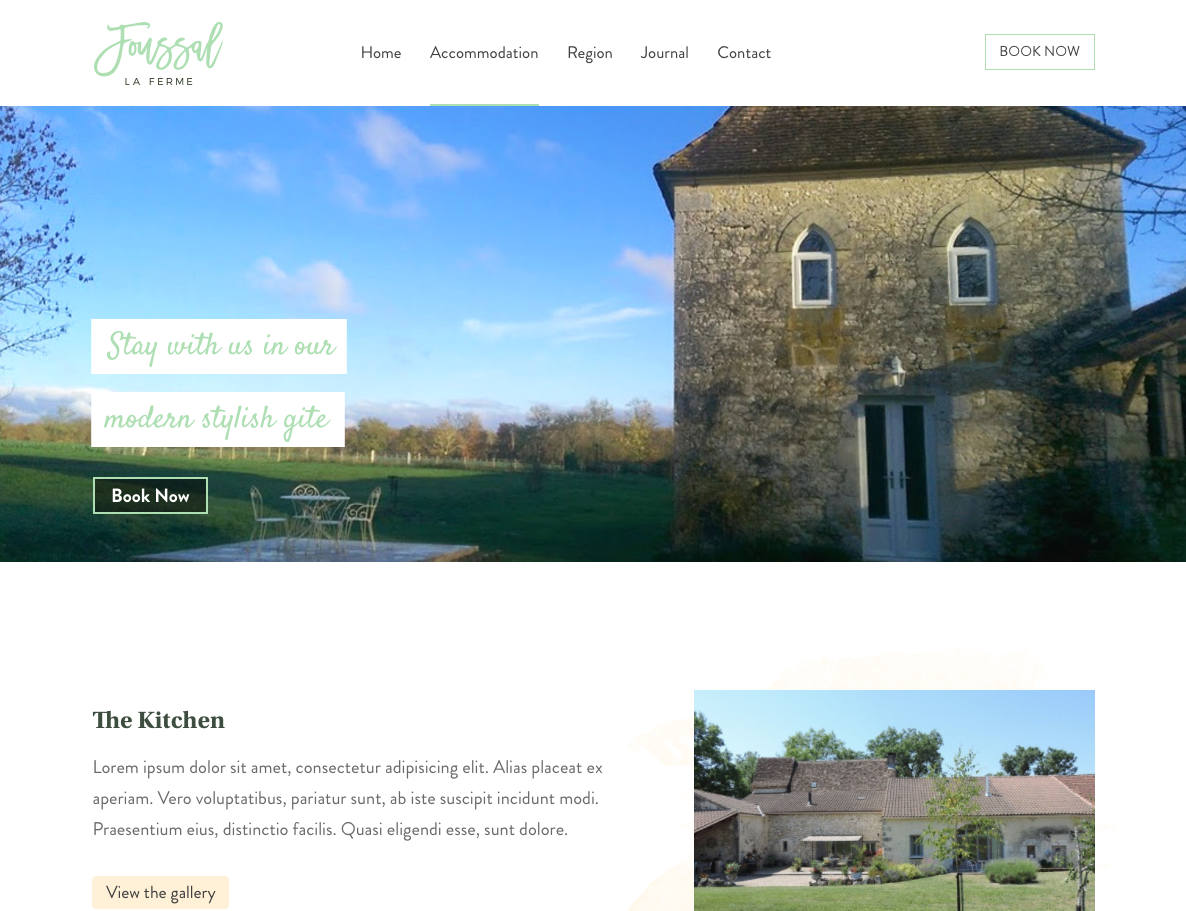 Joussal
LA FERME
Home
Accommodation
Region
Journal
Contact
BOOK NOW
Stay with us in our
modern stylish gite
Book Now
The Kitchen
Lorem ipsum dolor sit amet, consectetur adipisicing elit. Alias placeat ex
aperiam. Vero voluptatibus, pariatur sunt, ab iste suscipit incidunt modi.
Praesentium eius, distinctio facilis. Quasi eligendi esse, sunt dolore.
View the gallery